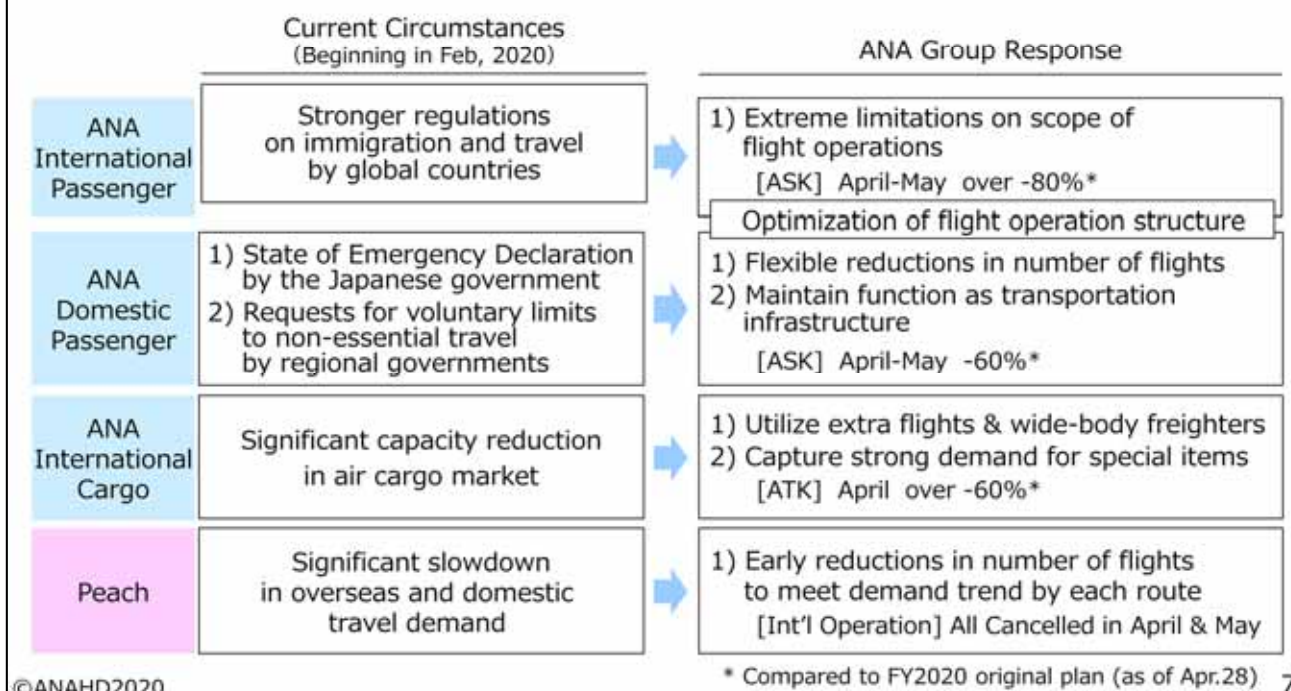 Current Circumstances
(Beginning in Feb, 2020)
ANA Group Response
ANA
International
Passenger
Stronger regulations
on immigration and travel
by global countries
1) Extreme limitations on scope of
flight operations
[ASK] April-May over -80%*
Optimization of flight operation structure
ANA
Domestic
Passenger
1) State of Emergency Declaration
by the Japanese government
2) Requests for voluntary limits
to non-essential travel
by regional governments
1) Flexible reductions in number of flights
2) Maintain function as transportation
infrastructure
[ASK] April-May -60%*
ANA
International
Cargo
Significant capacity reduction
in air cargo market
1) Utilize extra flights & wide-body freighters
2) Capture strong demand for special items
[ATK] April over -60%*
Peach
Significant slowdown
in overseas and domestic
travel demand
1) Early reductions in number of flights
to meet demand trend by each route
[Int'l Operation] All Cancelled in April & May
* Compared to FY2020 original plan (as of Apr.28)
©ANAHD2020
7